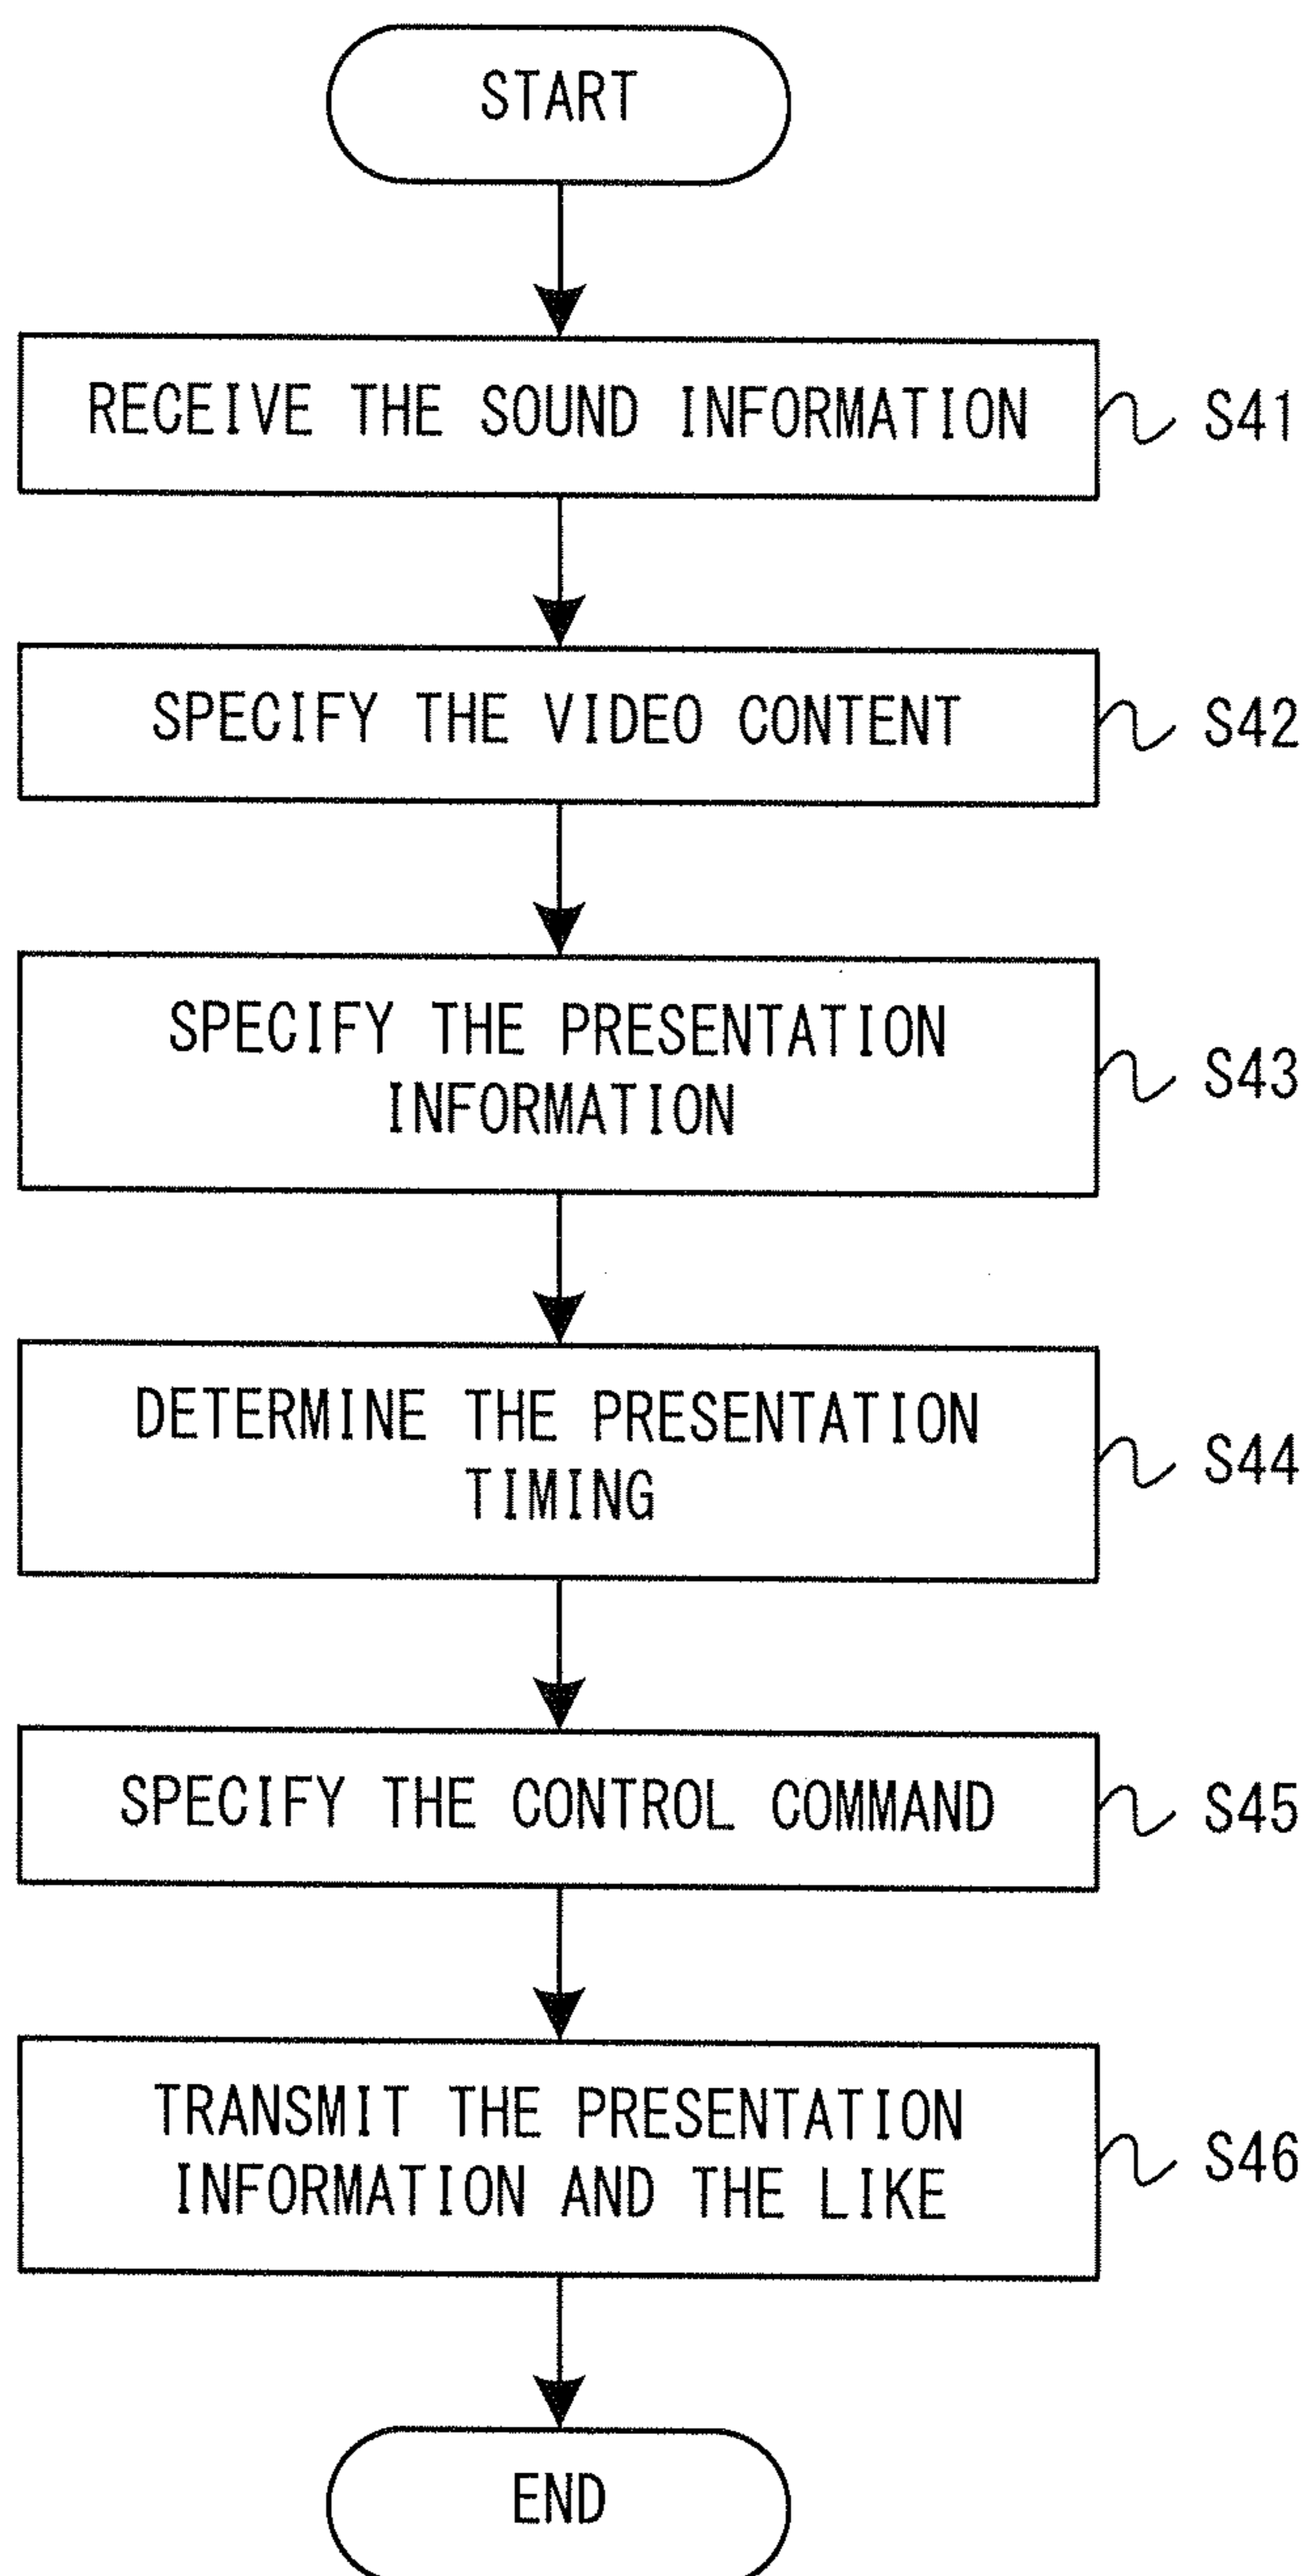 START
RECEIVE THE SOUND INFORMATION
S41
SPECIFY THE VIDEO CONTENT
S42
SPECIFY THE PRESENTATION
INFORMATION
S43
DETERMINE THE PRESENTATION
TIMING
S44
SPECIFY THE CONTROL COMMAND
S45
TRANSMIT THE PRESENTATION
INFORMATION AND THE LIKE
S46
END